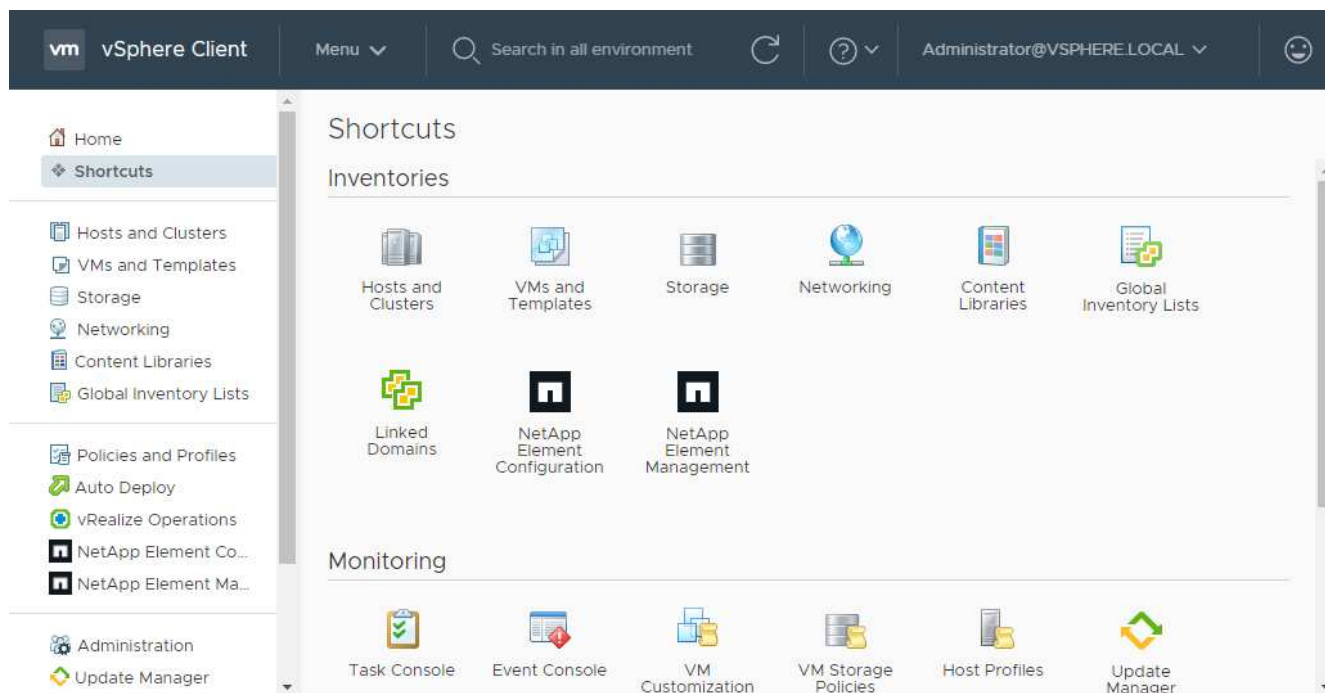 vm vSphere Client Menu Search in all environment Administrator@VSPHERE.LOCAL
Home
Shortcuts
Hosts and Clusters
VMs and Templates
Storage
Networking
Content Libraries
Global Inventory Lists
Policies and Profiles
Auto Deploy
vRealize Operations
NetApp Element Co...
NetApp Element Ma...
Administration
Update Manager
Shortcuts
Inventories
Hosts and
Clusters
VMs and
Templates
Storage
Networking
Content
Libraries
Global
Inventory Lists
Linked
Domains
NetApp
Element
Configuration
NetApp
Element
Management
Monitoring
Task Console
Event Console
VM
Customization
VM Storage
Policies
Host Profiles
Update
Manager